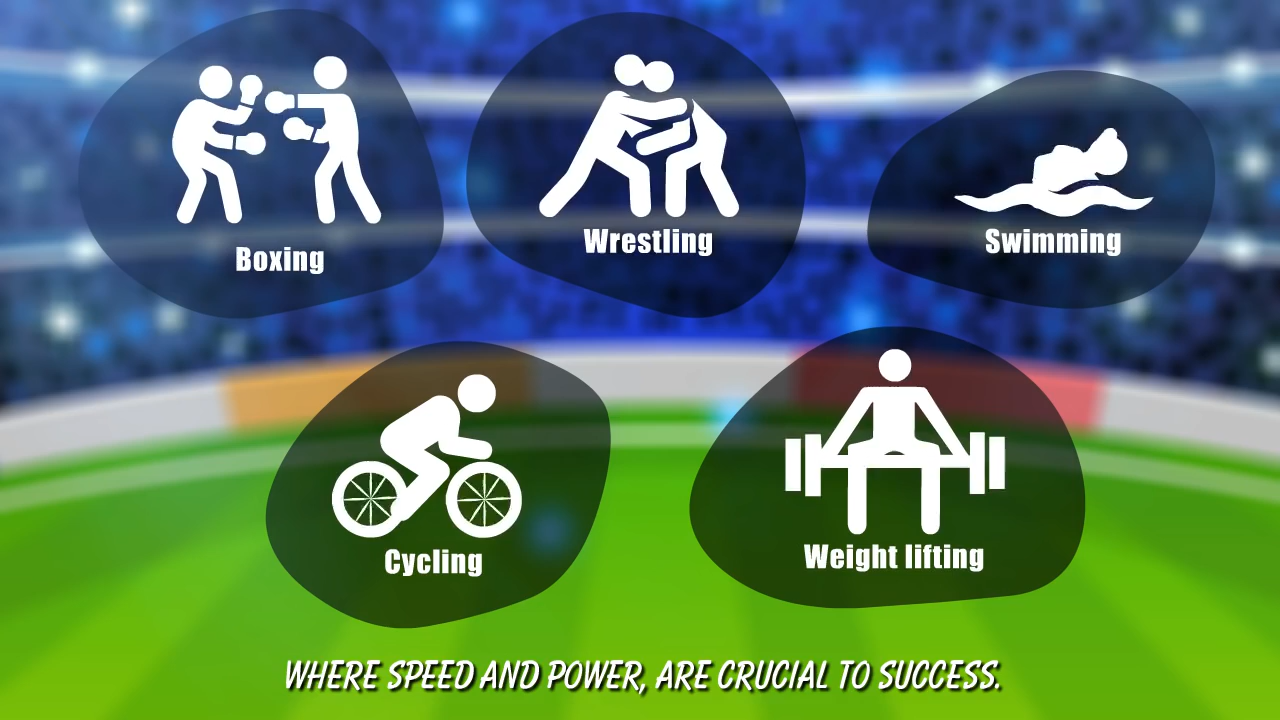 Boxing
Wrestling
Swimming
Cycling
Weight lifting
WHERE SPEED AND POWER, ARE CRUCIAL TO SUCCESS.